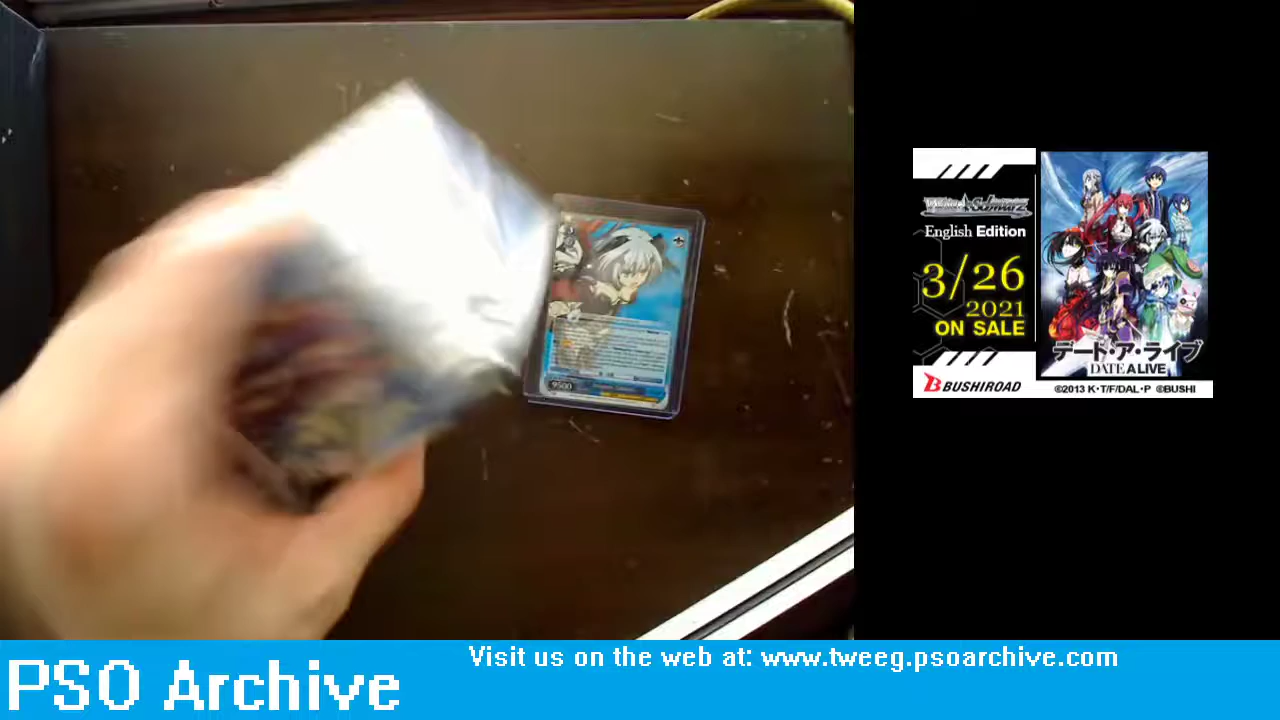 9500
Weiß Schwarz
English Edition
3/26
2021
ON SALE
BUSHIROAD
デート・ア・ライブ
DATE A LIVE
©2013 K・T/F/DAL・P ©BUSHI
Visit us on the web at: www.tweeg.psoarchive.com
PSO Archive